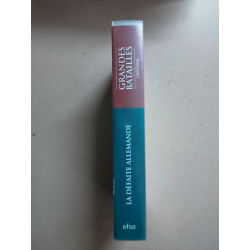 GRANDES
BATAILLES
LA DÉFAITE ALLEMANDE
efsa